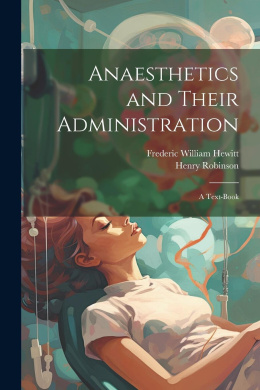 Anaesthetics
and Their
Administration
Frederic William Hewitt
Henry Robinson
A Text-Book